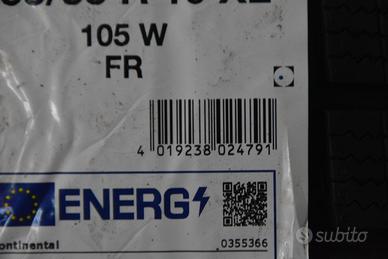 105 W
FR
4 019238 024791
ENERG
Continental
0355366
subito